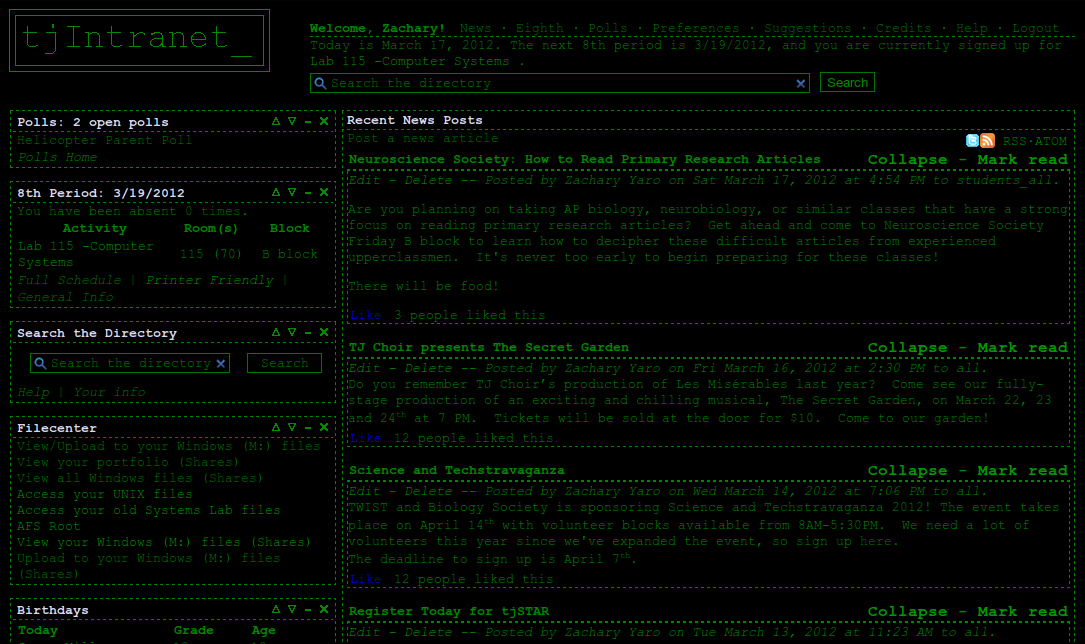 tjIntranet_
Welcome, Zachary! News · Eighth · Polls · Preferences · Suggestions · Credits · Help · Logout
Today is March 17, 2012. The next 8th period is 3/19/2012, and you are currently signed up for
Lab 115 -Computer Systems .
Search the directory
Search
Polls: 2 open polls
Helicopter Parent Poll
Polls Home
8th Period: 3/19/2012
You have been absent 0 times.
Activity Room(s) Block
Lab 115 -Computer
Systems
115 (70) B block
Full Schedule | Printer Friendly |
General Info
Search the Directory
Search the directory Search
Help | Your info
Filecenter
View/Upload to your Windows (M:) files
View your portfolio (Shares)
View all Windows files (Shares)
Access your UNIX files
Access your old Systems Lab files
AFS Root
View your Windows (M:) files (Shares)
Upload to your Windows (M:) files
(Shares)
Birthdays
Today Grade Age
Recent News Posts
Post a news article
RSS·ATOM
Neuroscience Society: How to Read Primary Research Articles Collapse - Mark read
Edit - Delete -- Posted by Zachary Yaro on Sat March 17, 2012 at 4:54 PM to students_all.
Are you planning on taking AP biology, neurobiology, or similar classes that have a strong
focus on reading primary research articles? Get ahead and come to Neuroscience Society
Friday B block to learn how to decipher these difficult articles from experienced
upperclassmen. It's never too early to begin preparing for these classes!
There will be food!
Like 3 people liked this
TJ Choir presents The Secret Garden Collapse - Mark read
Edit - Delete -- Posted by Zachary Yaro on Fri March 16, 2012 at 2:30 PM to all.
Do you remember TJ Choir’s production of Les Misérables last year? Come see our fully-
stage production of an exciting and chilling musical, The Secret Garden, on March 22, 23
and 24th at 7 PM. Tickets will be sold at the door for $10. Come to our garden!
Like 12 people liked this
Science and Techstravaganza Collapse - Mark read
Edit - Delete -- Posted by Zachary Yaro on Wed March 14, 2012 at 7:06 PM to all.
TWIST and Biology Society is sponsoring Science and Techstravaganza 2012! The event takes
place on April 14th with volunteer blocks available from 8AM-5:30PM. We need a lot of
volunteers this year since we've expanded the event, so sign up here.
The deadline to sign up is April 7th.
Like 12 people liked this
Register Today for tjSTAR Collapse - Mark read
Edit - Delete -- Posted by Zachary Yaro on Tue March 13, 2012 at 11:23 AM to all.